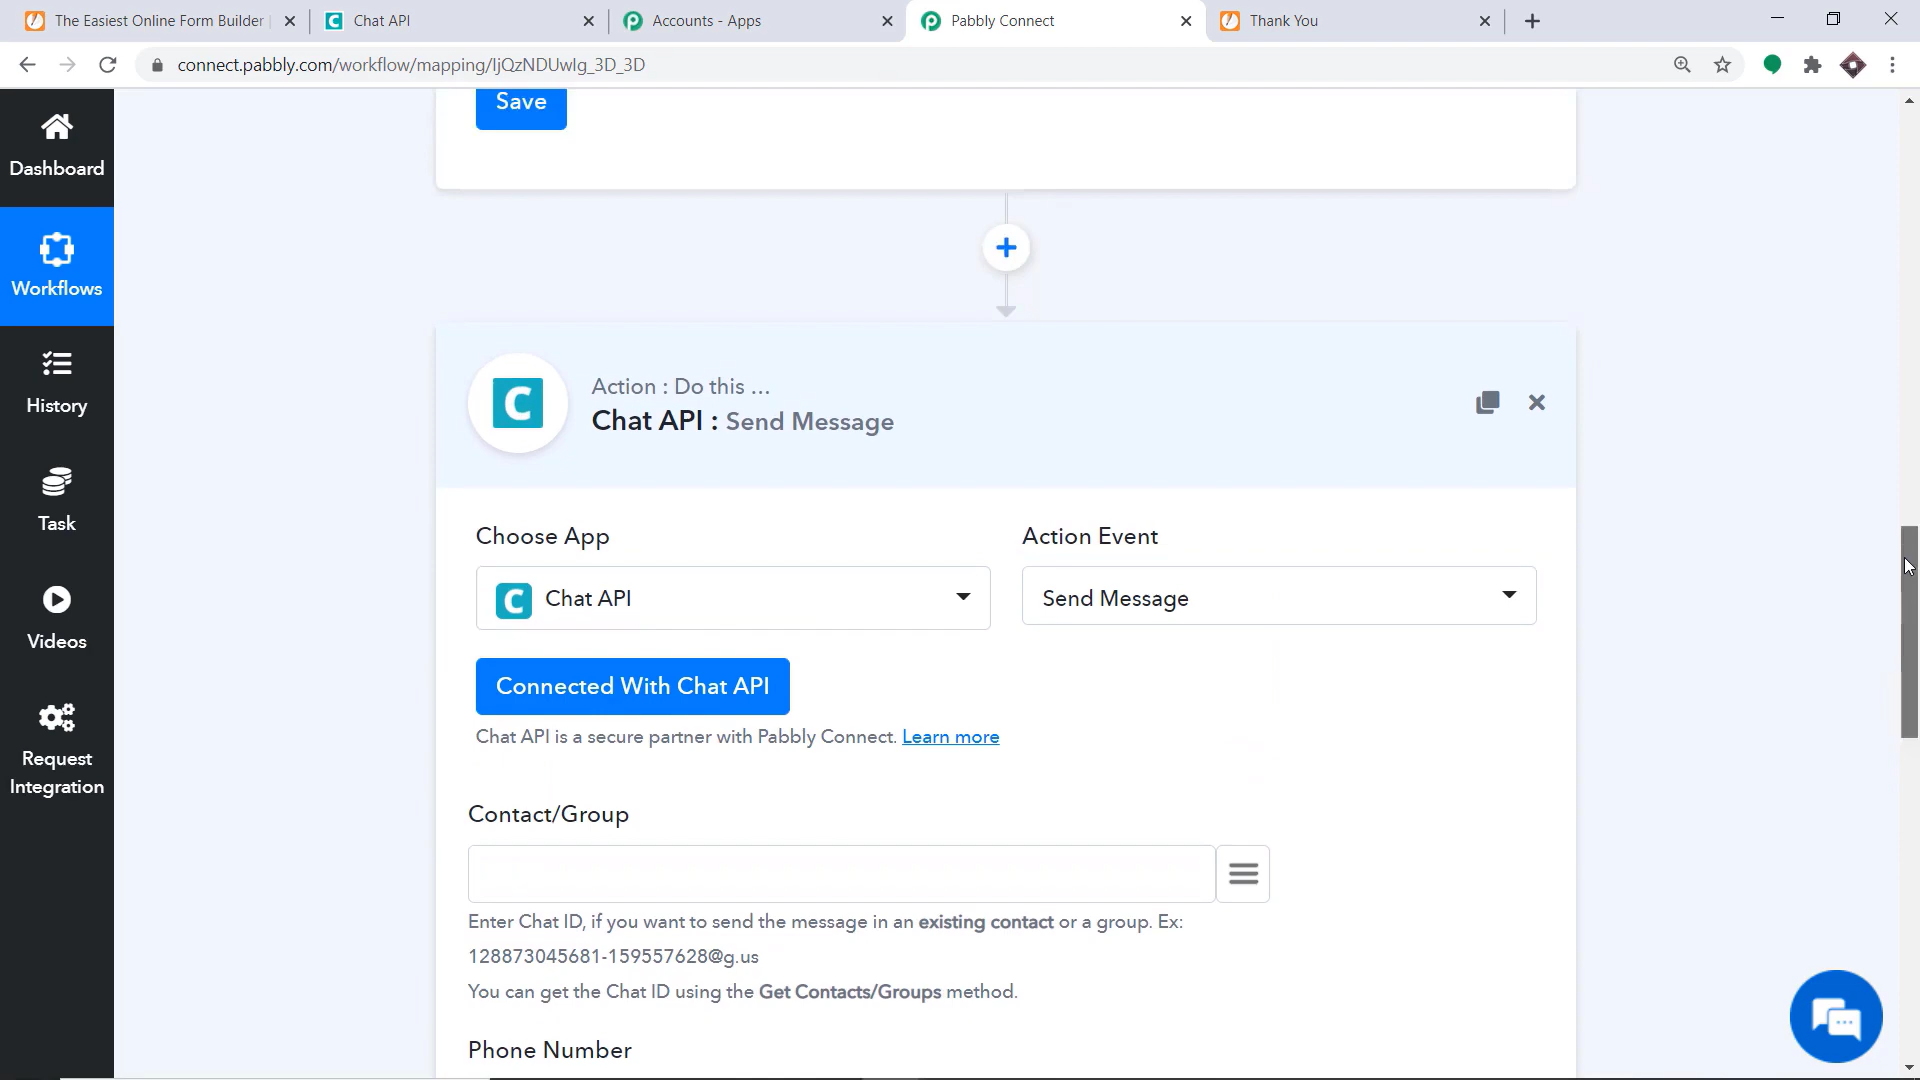 The Easiest Online Form Builder
Chat API
Accounts - Apps
Pabbly Connect
Thank You
connect.pabbly.com/workflow/mapping/IjQzNDUwIg_3D_3D
Dashboard
Workflows
History
Task
Videos
Request
Integration
Save
Action : Do this ...
Chat API : Send Message
Choose App
Action Event
Chat API
Send Message
Connected With Chat API
Chat API is a secure partner with Pabbly Connect. Learn more
Contact/Group
Enter Chat ID, if you want to send the message in an existing contact or a group. Ex:
128873045681-159557628@g.us
You can get the Chat ID using the Get Contacts/Groups method.
Phone Number